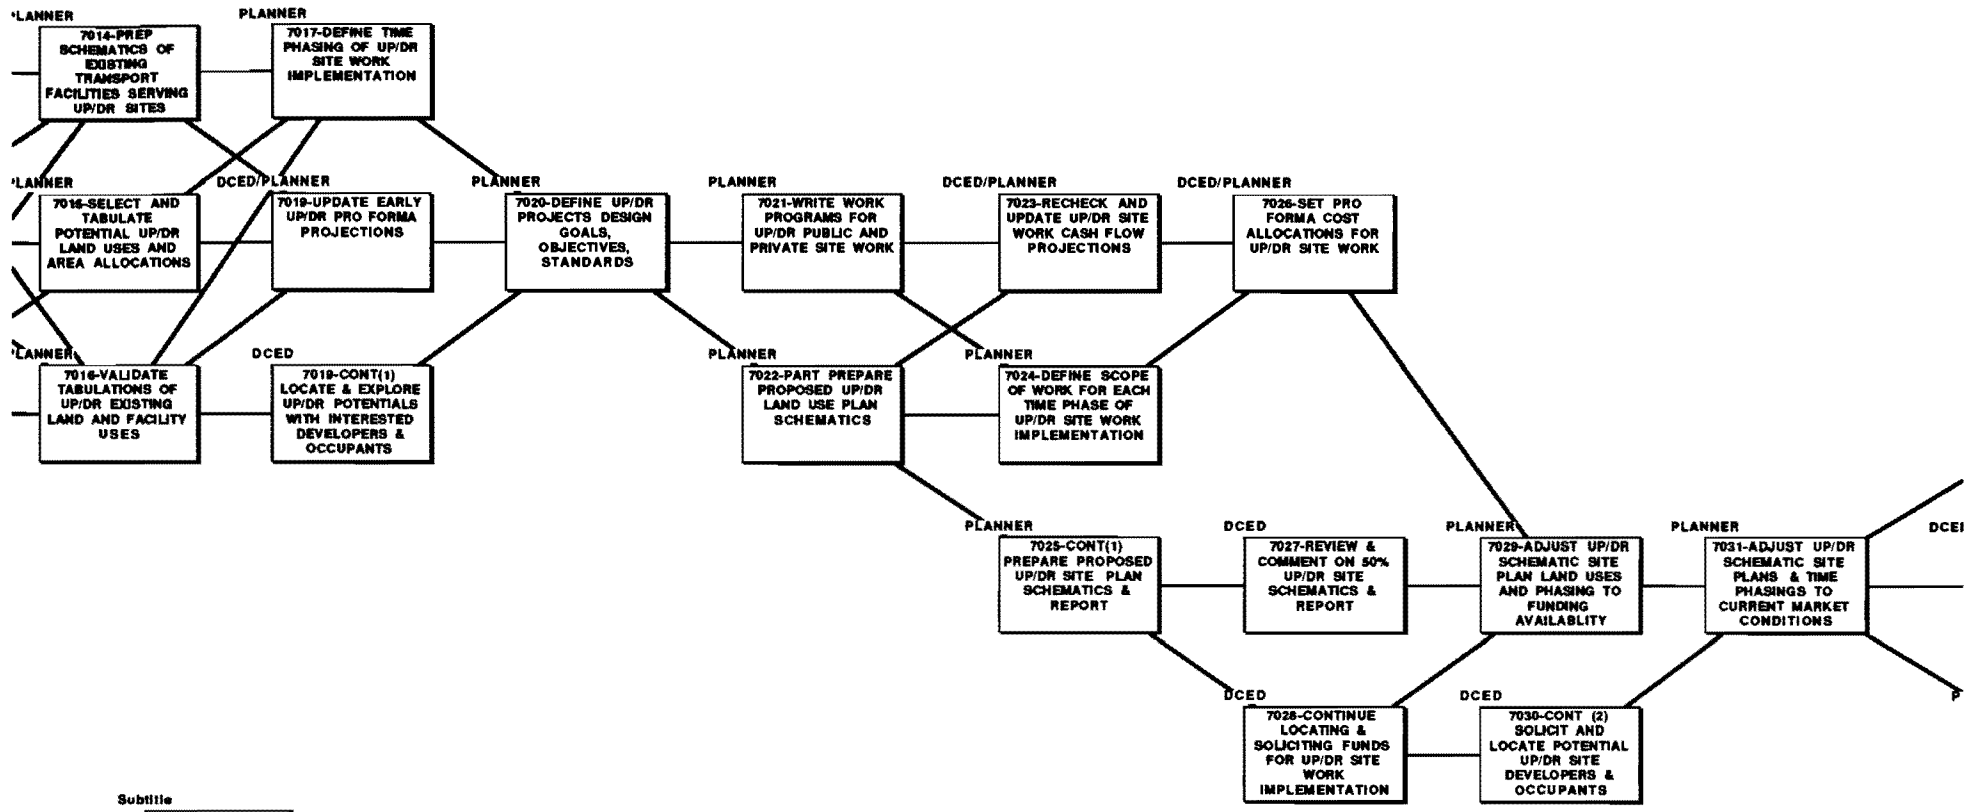 PLANNER
7014-PREP
SCHEMATICS OF
EXISTING
TRANSPORT
FACILITIES SERVING
UP/DR SITES
PLANNER
7017-DEFINE TIME
PHASING OF UP/DR
SITE WORK
IMPLEMENTATION
PLANNER
SELECT AND
TABULATE
POTENTIAL UP/DR
LAND USES AND
AREA ALLOCATIONS
DCED/PLANNER
7019-UPDATE EARLY
UP/DR PRO FORMA
PROJECTIONS
PLANNER
7020-DEFINE UP/DR
PROJECTS DESIGN
GOALS,
OBJECTIVES,
STANDARDS
PLANNER
7021-WRITE WORK
PROGRAMS FOR
UP/DR PUBLIC AND
PRIVATE SITE WORK
DCED/PLANNER
7023-RECHECK AND
UPDATE UP/DR SITE
WORK CASH FLOW
PROJECTIONS
DCED/PLANNER
7026-SET PRO
FORMA COST
ALLOCATIONS FOR
UP/DR SITE WORK
PLANNER
7016-VALIDATE
TABULATIONS OF
UP/DR EXISTING
LAND AND FACILITY
USES
DCED
CONT(1)
LOCATE & EXPLORE
UP/DR POTENTIALS
WITH INTERESTED
DEVELOPERS &
OCCUPANTS
PLANNER
7022-PART PREPARE
PROPOSED UP/DR
LAND USE PLAN
SCHEMATICS
PLANNER
7024-DEFINE SCOPE
OF WORK FOR EACH
TIME PHASE OF
UP/DR SITE WORK
IMPLEMENTATION
PLANNER
7025-CONT(1)
PREPARE PROPOSED
UP/DR SITE PLAN
SCHEMATICS &
REPORT
DCED
7027-REVIEW &
COMMENT ON 50%
UP/DR SITE
SCHEMATICS &
REPORT
PLANNER
7029-ADJUST UP/DR
SCHEMATIC SITE
PLAN LAND USES
AND PHASING TO
FUNDING
AVAILABLITY
PLANNER
7031-ADJUST UP/DR
SCHEMATIC SITE
PLANS & TIME
PHASINGS TO
CURRENT MARKET
CONDITIONS
DCED
7028-CONTINUE
LOCATING &
SOLICITING FUNDS
FOR UP/DR SITE
WORK
IMPLEMENTATION
DCED
7030-CONT (2)
SOLICIT AND
LOCATE POTENTIAL
UP/DR SITE
DEVELOPERS &
OCCUPANTS
Subtitle